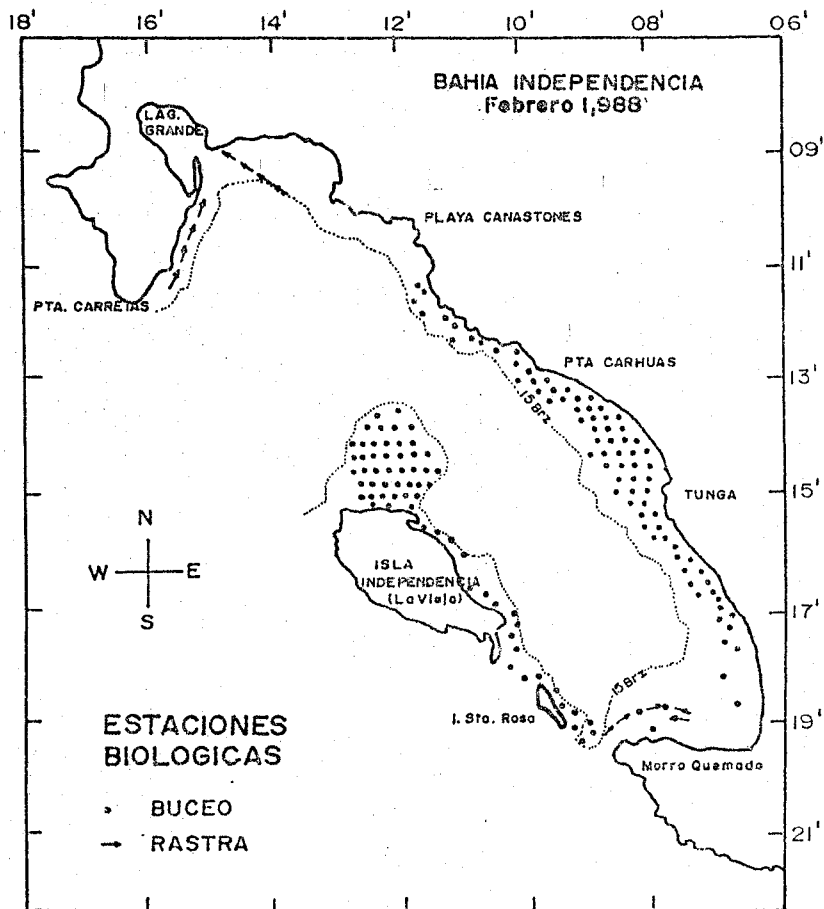 18' 16' 14' 12' 10' 08' 06'
BAHIA INDEPENDENCIA
Febrero 1,988
LAG.
GRANDE
09'
PLAYA CANASTONES
11'
PTA. CARRETAS
PTA CARHUAS
13'
15 Brz
TUNGA
15'
N
W E
S
ISLA
INDEPENDENCIA
(La Vieja)
17'
15 Brz
I. Sta. Rosa
19'
Morro Quemado
ESTACIONES
BIOLOGICAS
BUCEO
RASTRA
21'